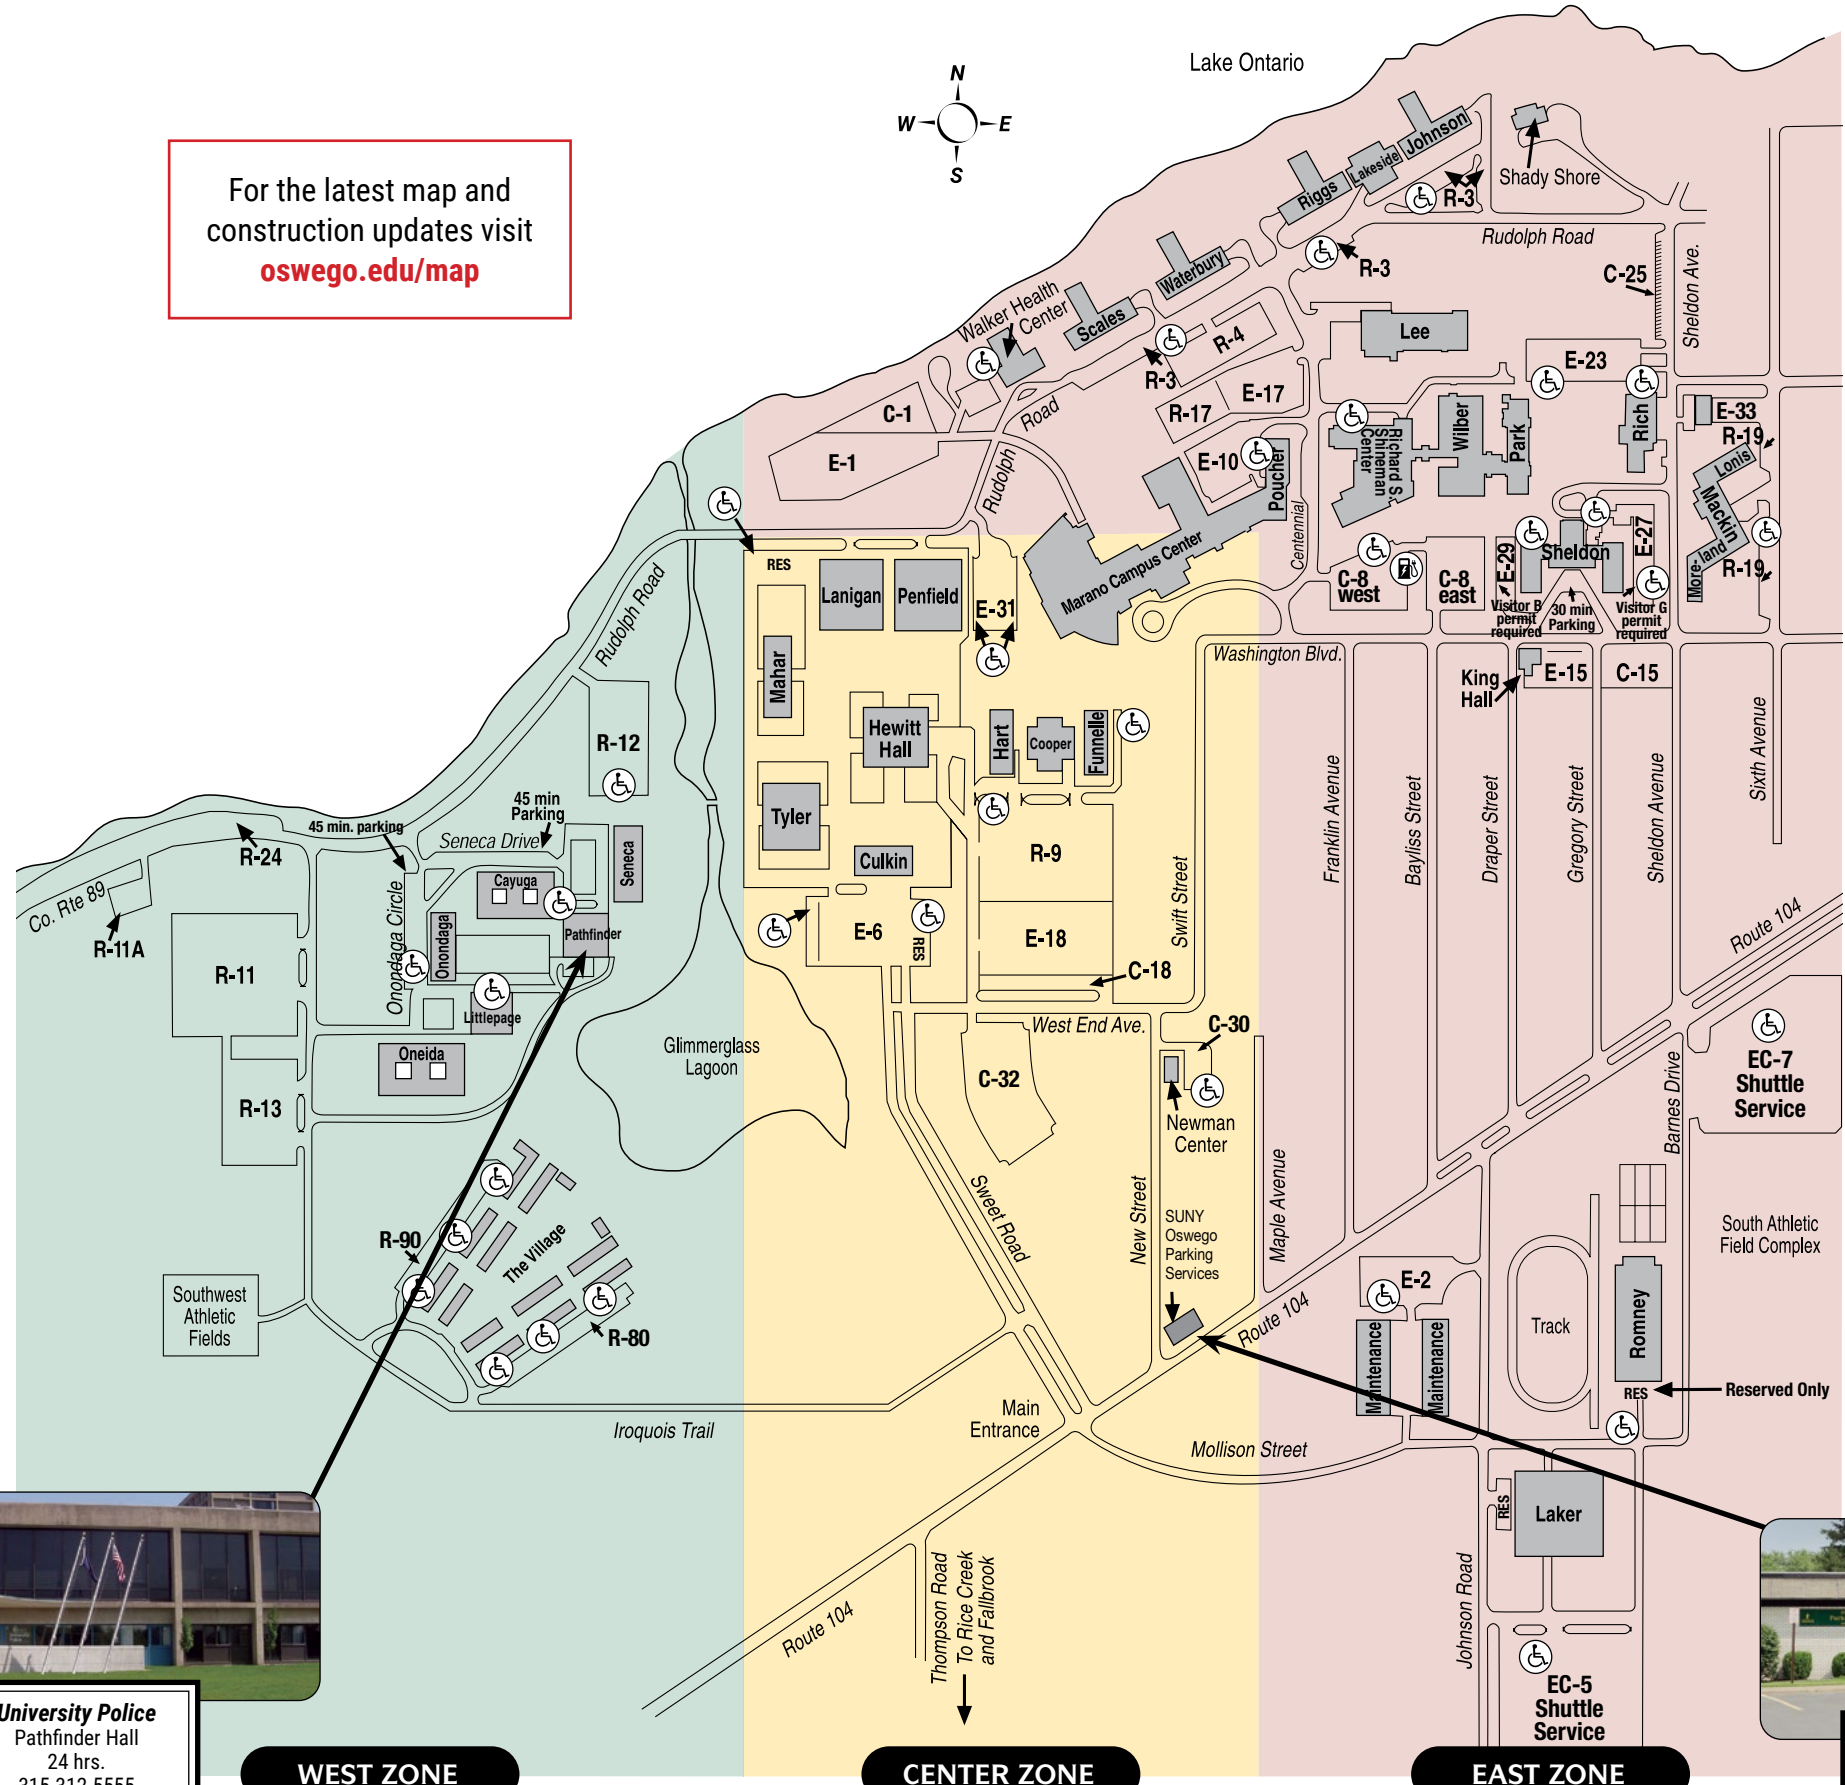 Lake Ontario
N
W
E
S
For the latest map and
construction updates visit
oswego.edu/map
Johnson
Lakeside
Riggs
R-3
Shady Shore
Rudolph Road
R-3
C-25
Sheldon Ave.
Waterbury
Walker Health
Center
Scales
R-4
R-3
Lee
E-23
C-1
Road
R-17
E-17
E-33
R-19
E-1
Rudolph
E-10
Poucher
Richard S.
Shineman
Center
Wilber
Park
Rich
Lonis
Mackin
More-
land
R-19
Centennial
Marano Campus Center
RES
Lanigan
Penfield
E-31
C-8
west
C-8
east
E-29
Sheldon
E-27
Visitor B
permit
required
30 min
Parking
Visitor G
permit
required
Rudolph Road
Mahar
Washington Blvd.
King
Hall
E-15
C-15
R-12
Hewitt
Hall
Hart
Cooper
Funnelle
Franklin Avenue
Bayliss Street
Draper Street
Gregory Street
Sheldon Avenue
Sixth Avenue
45 min
Parking
45 min. parking
Seneca Drive
R-24
Tyler
Culkin
R-9
Swift Street
Seneca
Cayuga
Co. Rte 89
R-11A
Onondaga Circle
Onondaga
Pathfinder
E-6
RES
E-18
C-18
Route 104
R-11
Littlepage
Oneida
Glimmerglass
Lagoon
West End Ave.
C-30
C-32
Newman
Center
EC-7
Shuttle
Service
Barnes Drive
R-13
Sweet Road
New Street
SUNY
Oswego
Parking
Services
Maple Avenue
South Athletic
Field Complex
R-90
The Village
R-80
Southwest
Athletic
Fields
E-2
Route 104
Maintenance
Maintenance
Track
Romney
RES
Reserved Only
Main
Entrance
Iroquois Trail
Mollison Street
RES
Laker
Route 104
Thompson Road
To Rice Creek
and Fallbrook
Johnson Road
EC-5
Shuttle
Service
University Police
Pathfinder Hall
24 hrs.
315.312.5555
WEST ZONE
CENTER ZONE
EAST ZONE